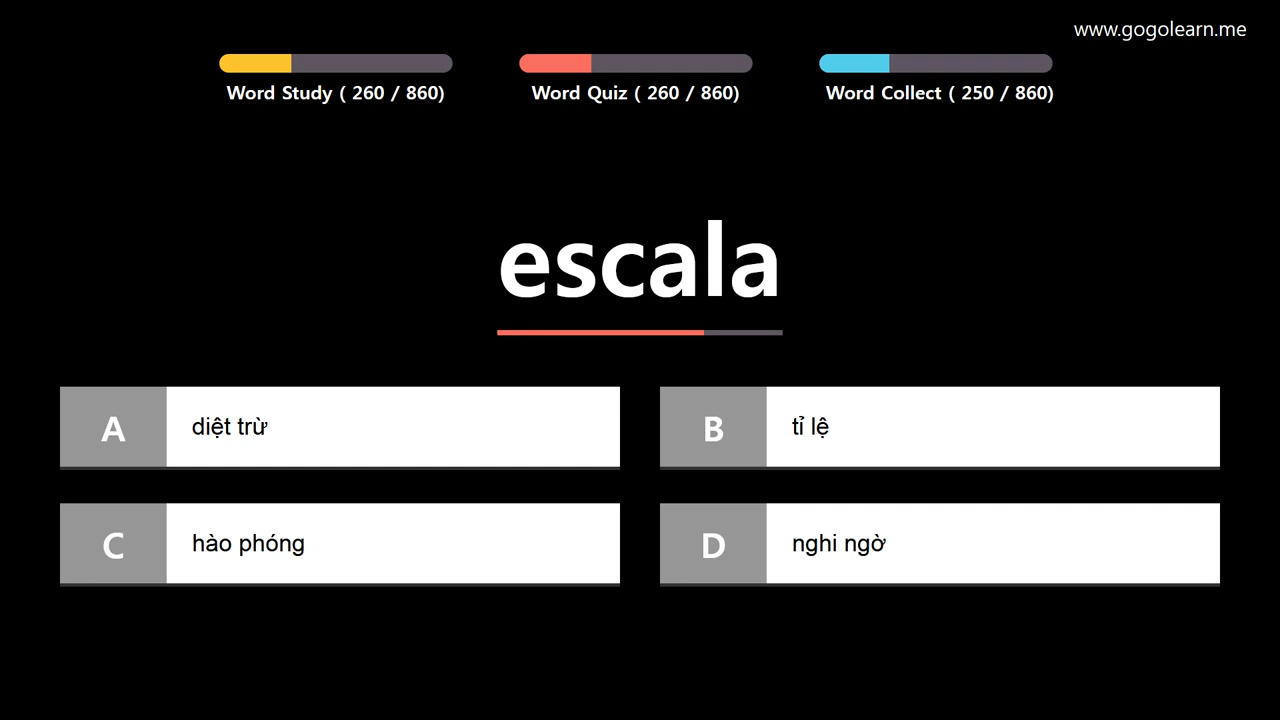 www.gogolearn.me
Word Study ( 260 / 860)
Word Quiz ( 260 / 860)
Word Collect ( 250 / 860)
escala
A diệt trừ
B tỉ lệ
C hào phóng
D nghi ngờ